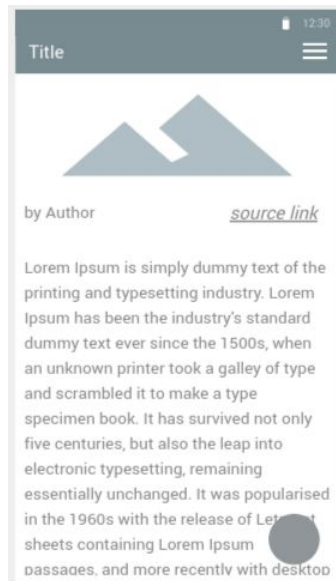 12:30
Title
by Author source link
Lorem Ipsum is simply dummy text of the
printing and typesetting industry. Lorem
Ipsum has been the industry's standard
dummy text ever since the 1500s, when
an unknown printer took a galley of type
and scrambled it to make a type
specimen book. It has survived not only
five centuries, but also the leap into
electronic typesetting, remaining
essentially unchanged. It was popularised
in the 1960s with the release of
sheets containing Lorem Ipsum
passages, and more recently with desktop